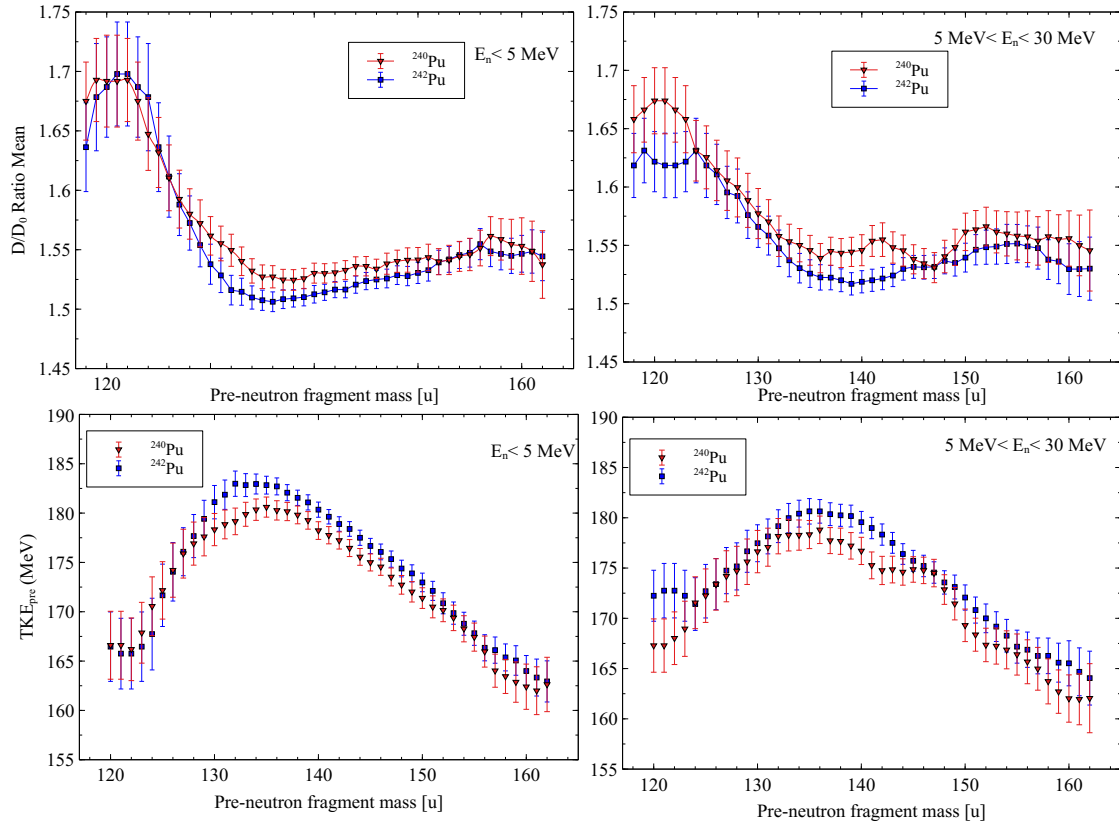 1.75
1.7
1.65
1.6
1.55
1.5
1.45
D/D₀ Ratio Mean
²⁴⁰Pu
²⁴²Pu
Eₙ< 5 MeV
120
160
Pre-neutron fragment mass [u]
1.75
1.7
1.65
1.6
1.55
1.5
1.45
5 MeV< Eₙ< 30 MeV
²⁴⁰Pu
²⁴²Pu
120
130
140
150
160
Pre-neutron fragment mass [u]
190
185
180
175
170
165
162
155
TKE_pre (MeV)
²⁴⁰Pu
²⁴²Pu
Eₙ< 5 MeV
120
130
140
150
160
Pre-neutron fragment mass [u]
190
185
180
175
170
165
160
155
²⁴⁰Pu
²⁴²Pu
5 MeV< Eₙ< 30 MeV
120
130
140
150
160
Pre-neutron fragment mass [u]